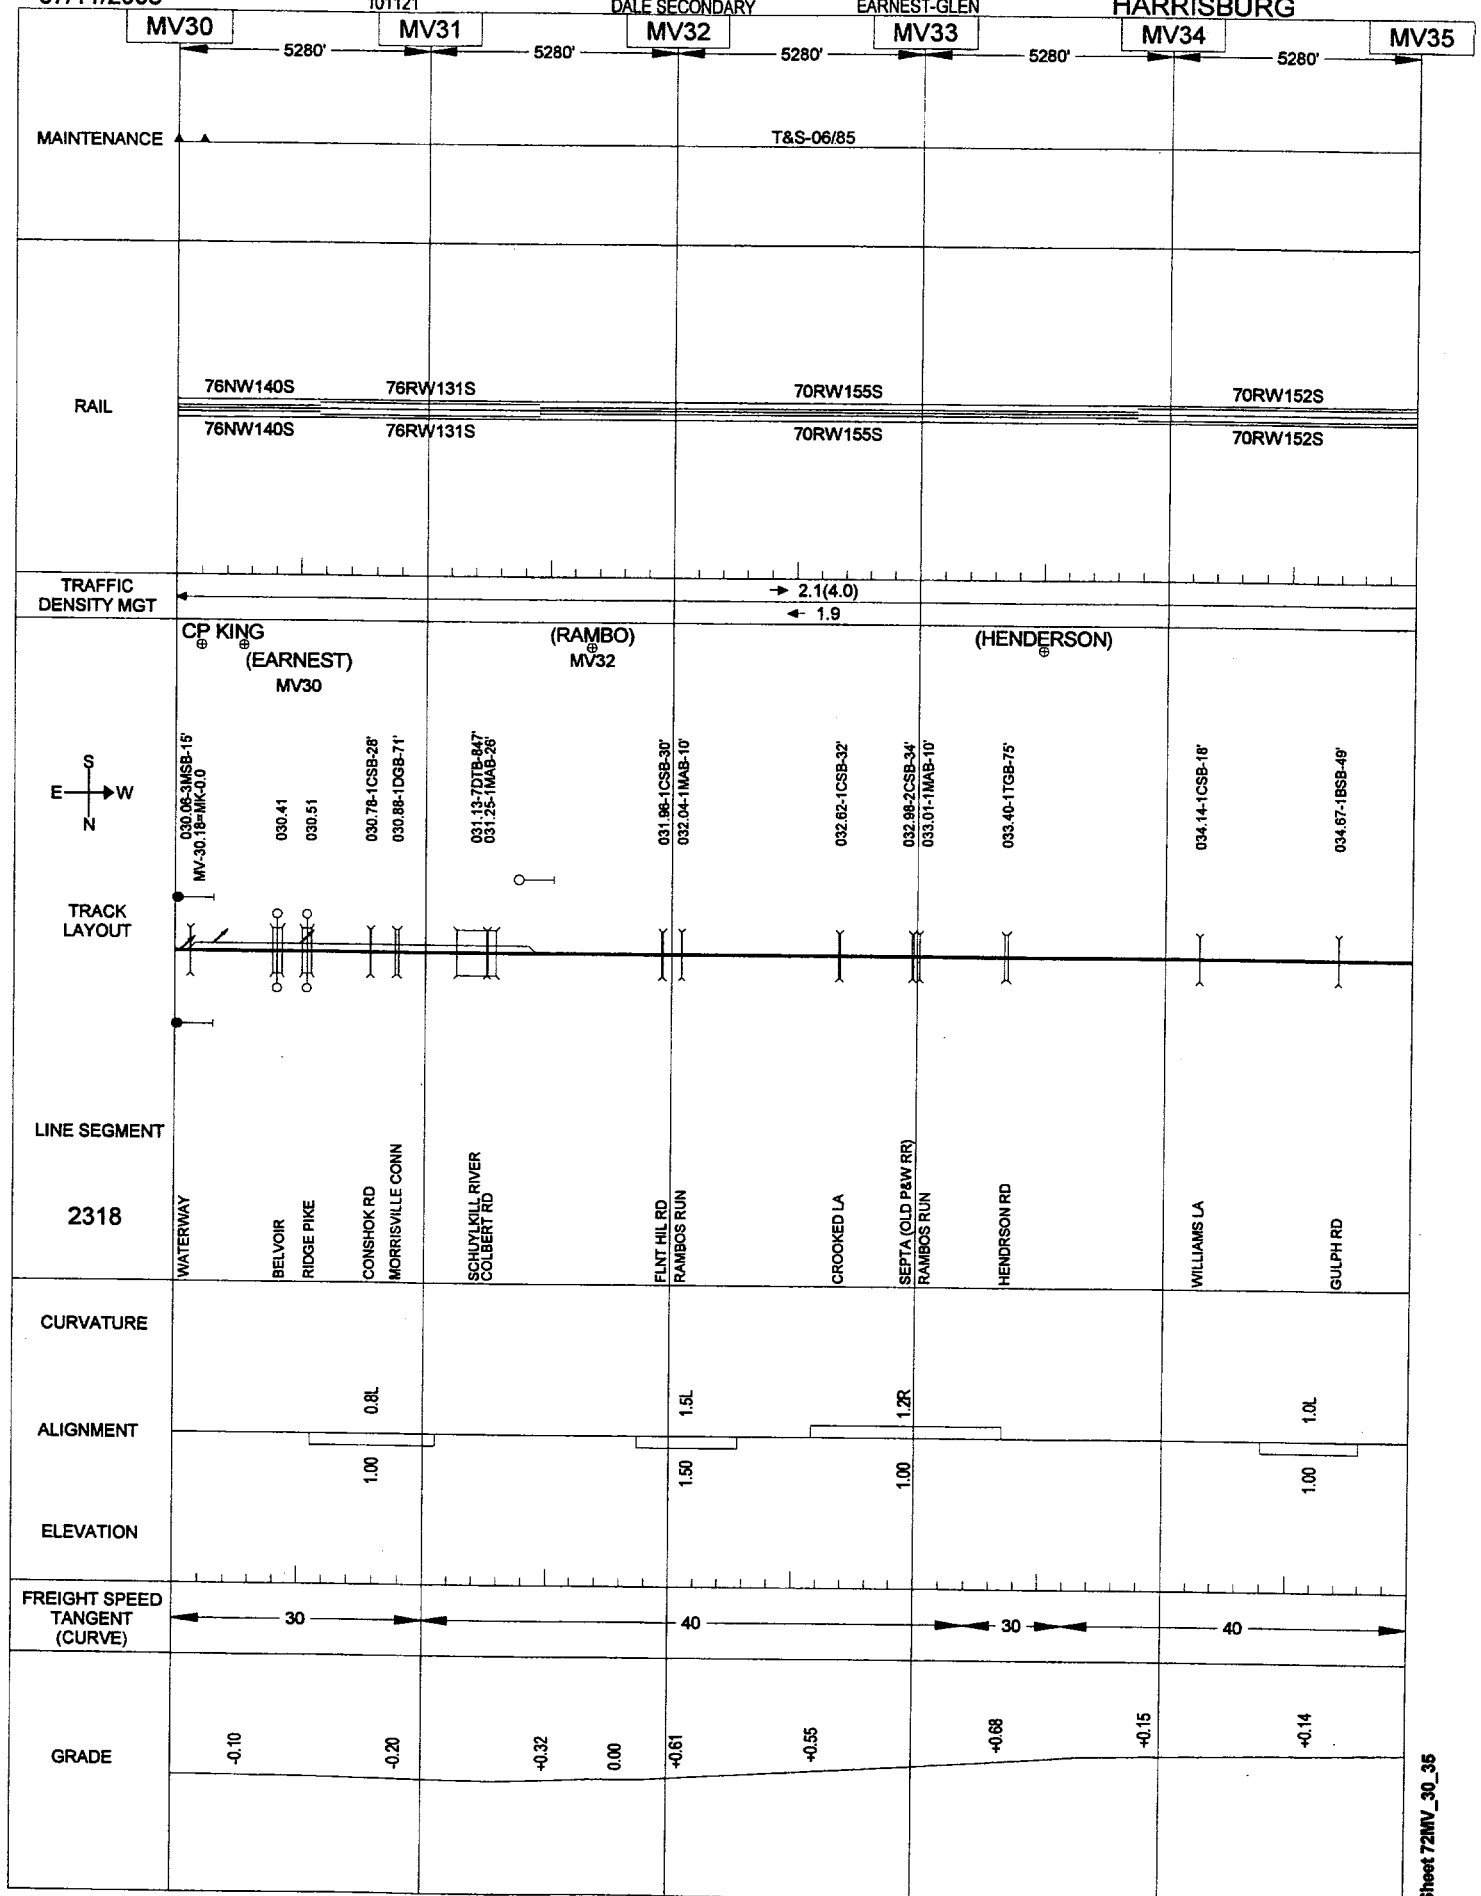 101121 DALE SECONDARY EARNEST-GLEN HARRISBURG
MV30 MV31 MV32 MV33 MV34 MV35
5280' 5280' 5280' 5280' 5280'
MAINTENANCE T&S-06/85
76NW140S 76RW131S 70RW155S 70RW152S
RAIL
76NW140S 76RW131S 70RW155S 70RW152S
TRAFFIC
DENSITY MGT
2.1(4.0)
1.9
CP KING (RAMBO) (HENDERSON)
(EARNEST) MV32
MV30
S
E W
N
030.06-3MSB-15'
MV-30.18=MK-0.0
030.41
030.51
030.78-1CSB-28'
030.88-1DGB-71'
031.13-7DTB-847'
031.25-1MAB-26'
031.96-1CSB-30'
032.04-1MAB-10'
032.62-1CSB-32'
032.98-2CSB-34'
033.01-1MAB-10'
033.40-1TGB-75'
034.14-1CSB-18'
034.67-1BSB-49'
TRACK
LAYOUT
LINE SEGMENT
2318
WATERWAY
BELVOIR
RIDGE PIKE
CONSHOK RD
MORRISVILLE CONN
SCHUYLKILL RIVER
COLBERT RD
FLNT HIL RD
RAMBOS RUN
CROOKED LA
SEPTA (OLD P&W RR)
RAMBOS RUN
HENDRSON RD
WILLIAMS LA
GULPH RD
CURVATURE
0.8L 1.5L 1.2R 1.0L
ALIGNMENT
1.00 1.50 1.00 1.00
ELEVATION
FREIGHT SPEED
TANGENT
(CURVE)
30 40 30 40
GRADE
-0.10 -0.20 +0.32 0.00 +0.61 +0.55 +0.68 +0.15 +0.14
Sheet 72MV_30_35